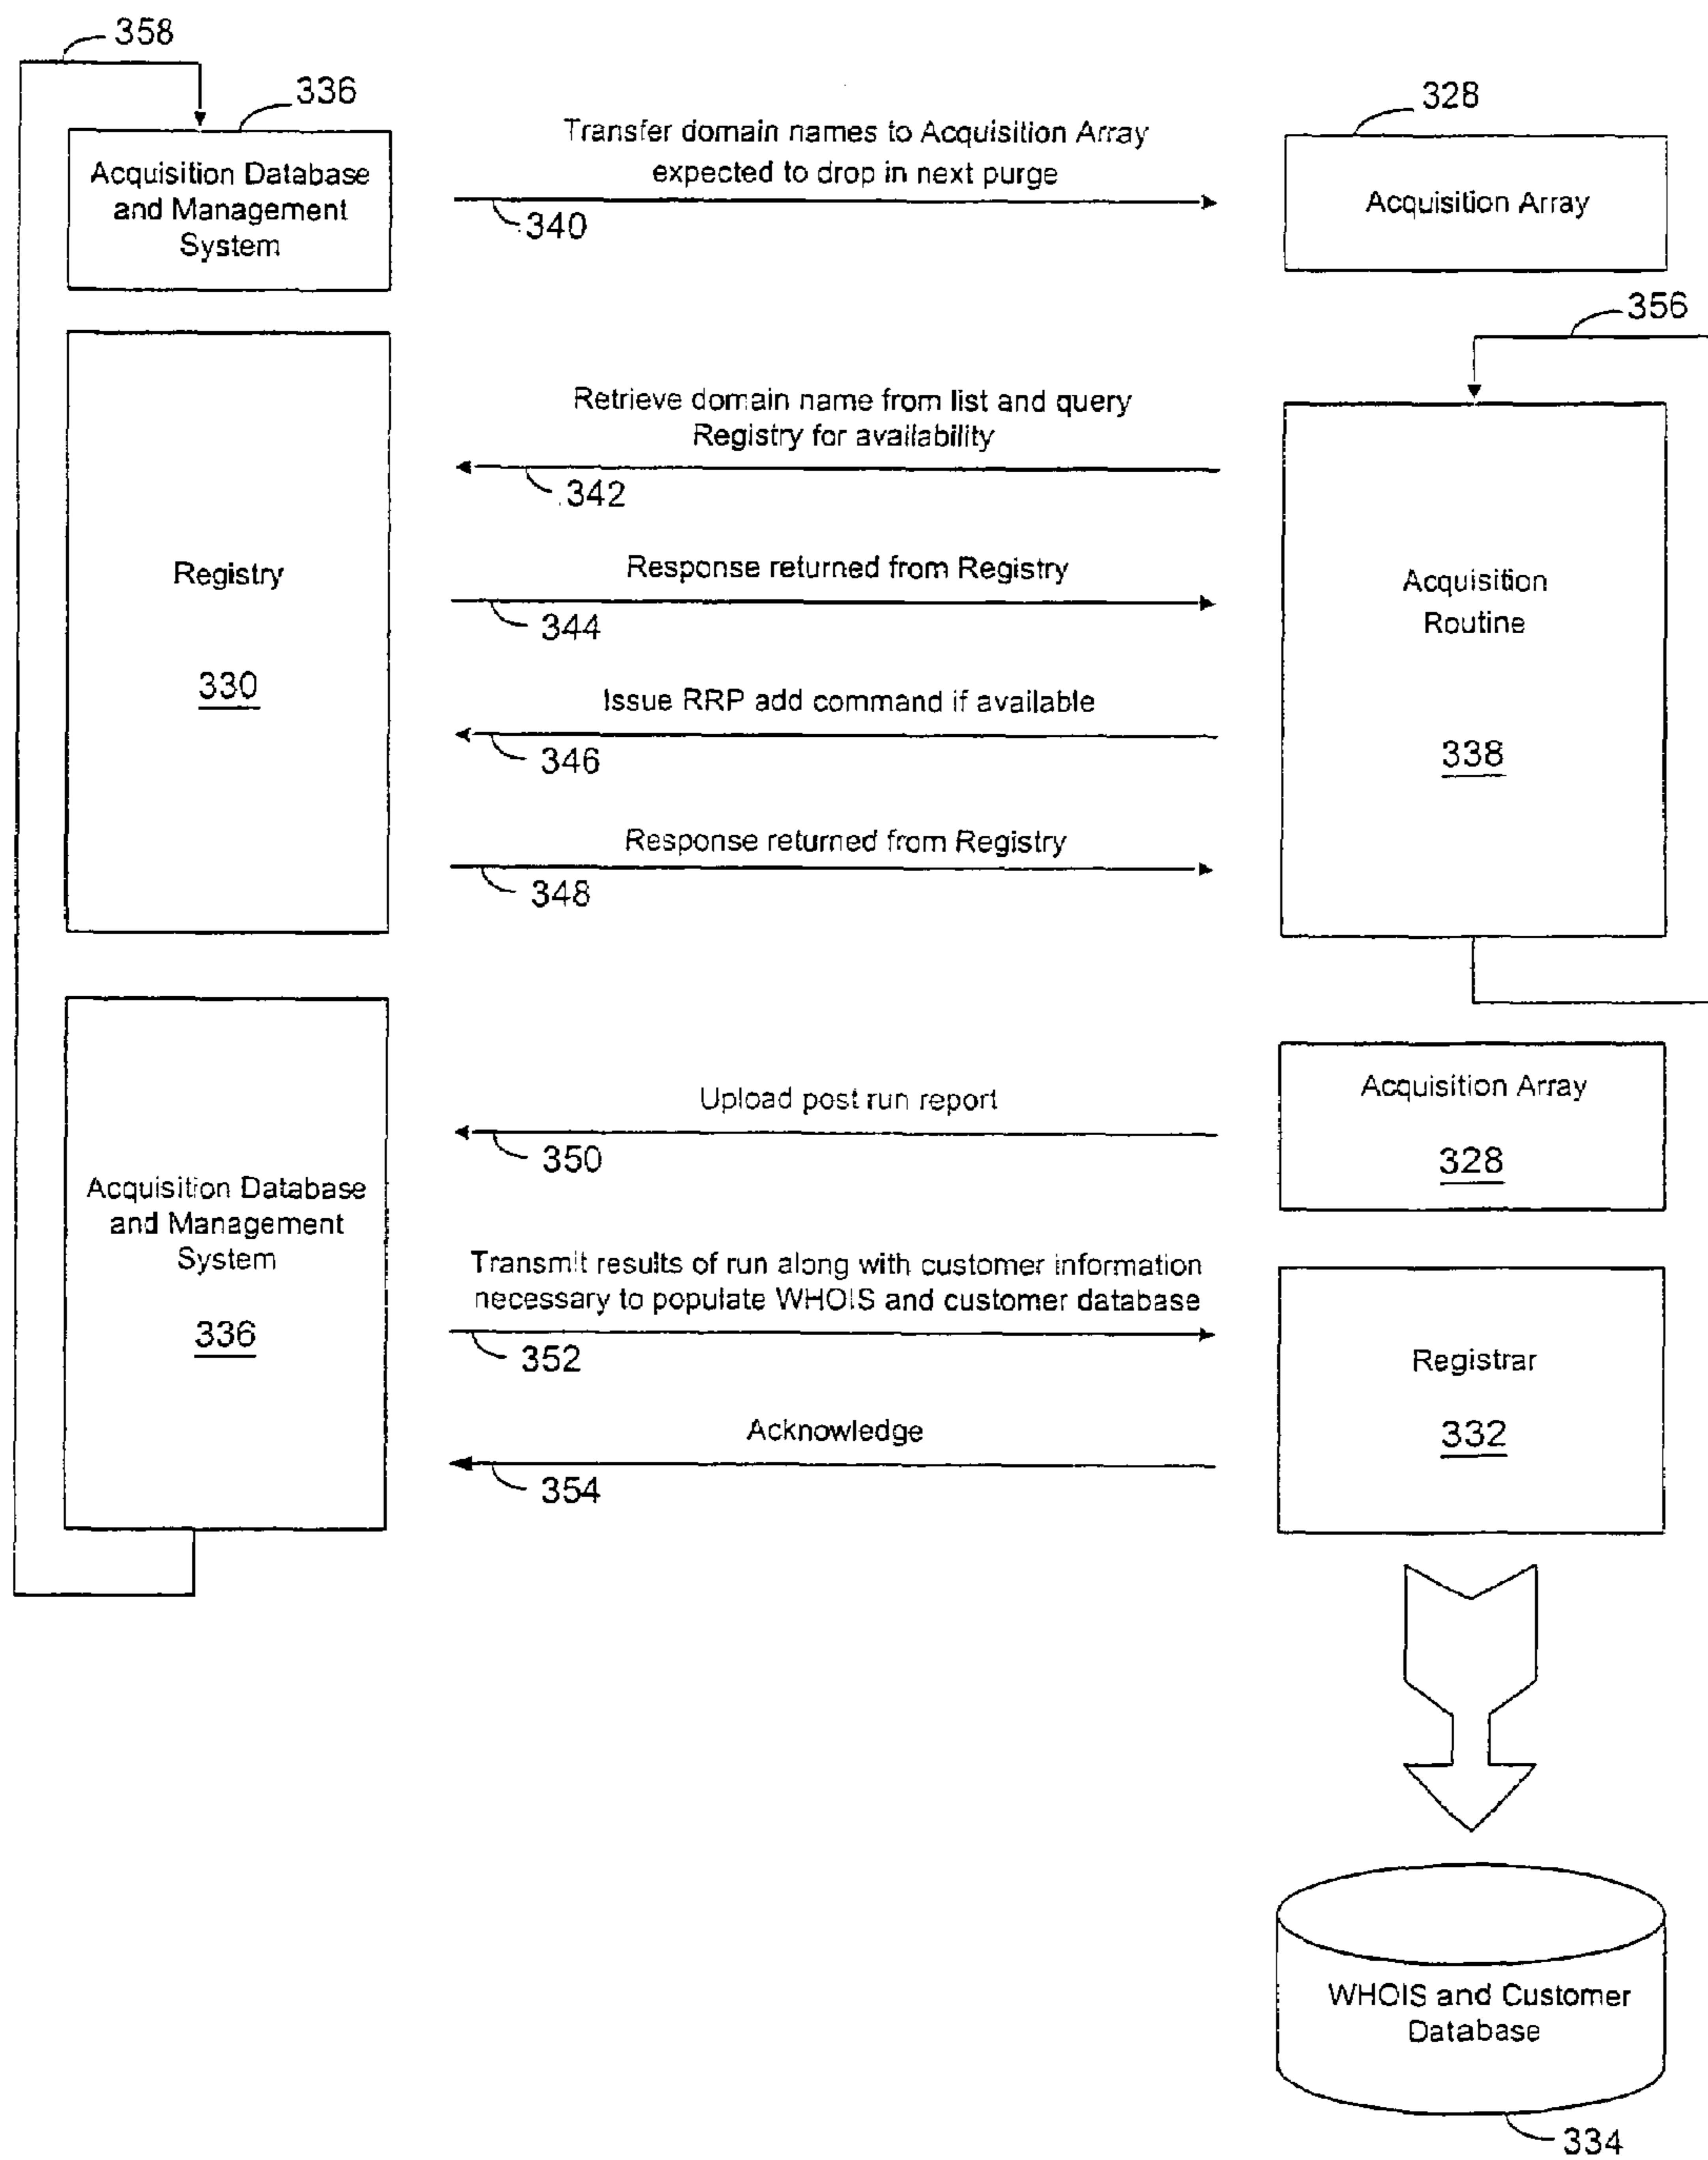 358
336
328
Acquisition Database
and Management
System
Transfer domain names to Acquisition Array
expected to drop in next purge
340
Acquisition Array
356
Retrieve domain name from list and query
Registry for availability
342
Registry
330
Response returned from Registry
344
Acquisition
Routine
338
Issue RRP add command if available
346
Response returned from Registry
348
Acquisition Array
328
Upload post run report
350
Acquisition Database
and Management
System
336
Transmit results of run along with customer information
necessary to populate WHOIS and customer database
352
Registrar
332
Acknowledge
354
WHOIS and Customer
Database
334